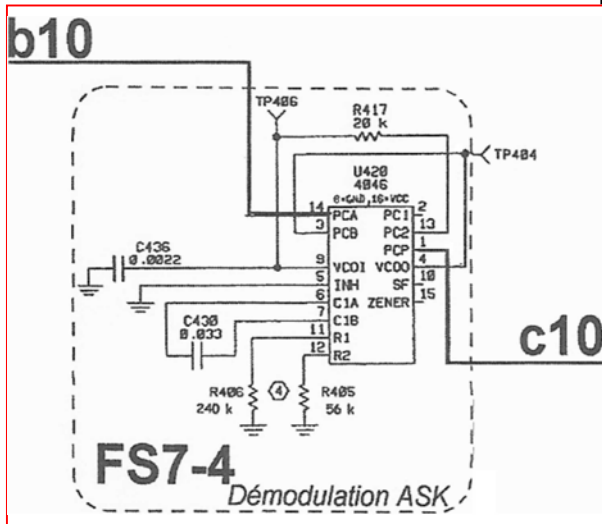 b10
TP406
R417
20 k
TP404
U420
4046
8=GND,16=VCC
14 PCA PC1 2
3 PCB PC2 13
PCP 1
9 VCOI VCOO 4
5 INH SF 10
6 C1A ZENER 15
7 C1B
11 R1
12 R2
C436
0.0022
C430
0.033
R406
240 k
4
R405
56 k
c10
FS7-4
Démodulation ASK